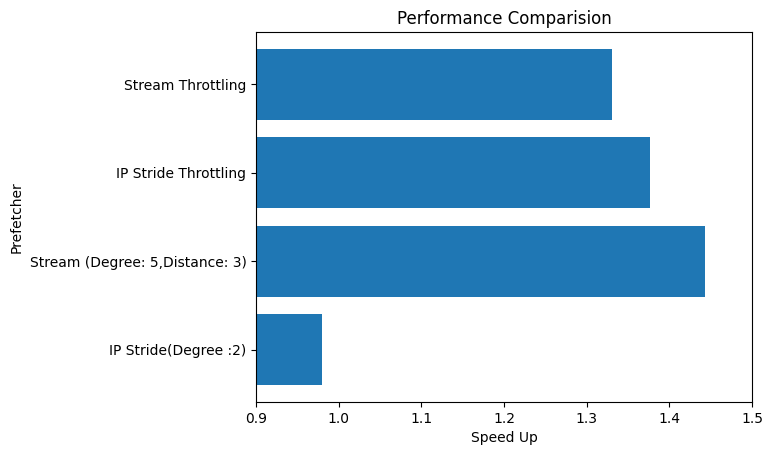 Performance Comparision
Stream Throttling
IP Stride Throttling
Stream (Degree: 5,Distance: 3)
IP Stride(Degree :2)
Prefetcher
0.9 1.0 1.1 1.2 1.3 1.4 1.5
Speed Up